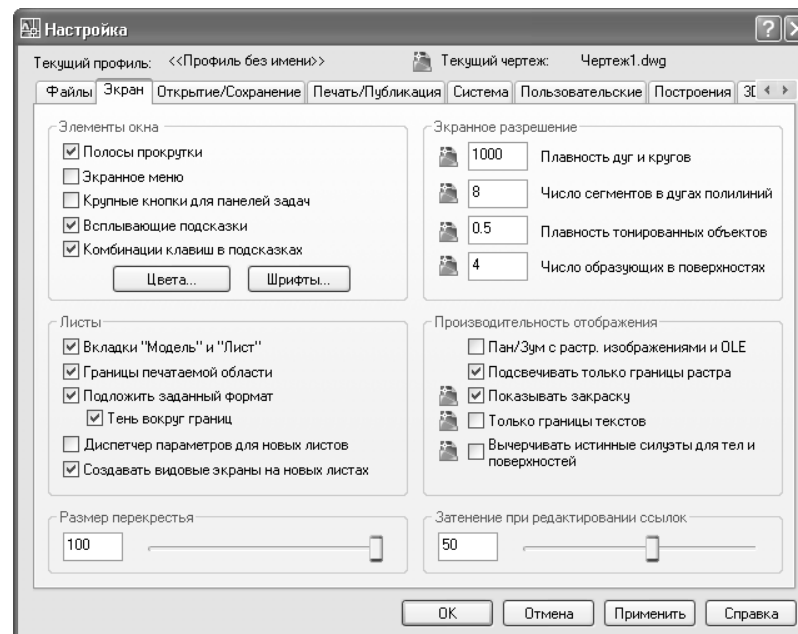 Настройка
Текущий профиль: <<Профиль без имени>> Текущий чертеж: Чертеж1.dwg
Файлы Экран Открытие/Сохранение Печать/Публикация Система Пользовательские Построения 3D
Элементы окна
Полосы прокрутки
Экранное меню
Крупные кнопки для панелей задач
Всплывающие подсказки
Комбинации клавиш в подсказках
Цвета... Шрифты...
Экранное разрешение
1000 Плавность дуг и кругов
8 Число сегментов в дугах полилиний
0.5 Плавность тонированных объектов
4 Число образующих в поверхностях
Листы
Вкладки "Модель" и "Лист"
Границы печатаемой области
Подложить заданный формат
Тень вокруг границ
Диспетчер параметров для новых листов
Создавать видовые экраны на новых листах
Производительность отображения
Пан/Зум с растр. изображениями и OLE
Подсвечивать только границы растра
Показывать закраску
Только границы текстов
Вычерчивать истинные силуэты для тел и
поверхностей
Размер перекрестья
100
Затенение при редактировании ссылок
50
OK Отмена Применить Справка